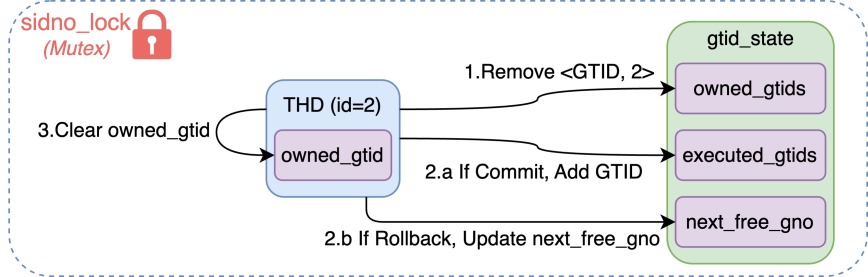 sidno_lock
(Mutex)
gtid_state
1.Remove <GTID, 2>
owned_gtids
THD (id=2)
3.Clear owned_gtid
owned_gtid
executed_gtids
2.a If Commit, Add GTID
next_free_gno
2.b If Rollback, Update next_free_gno